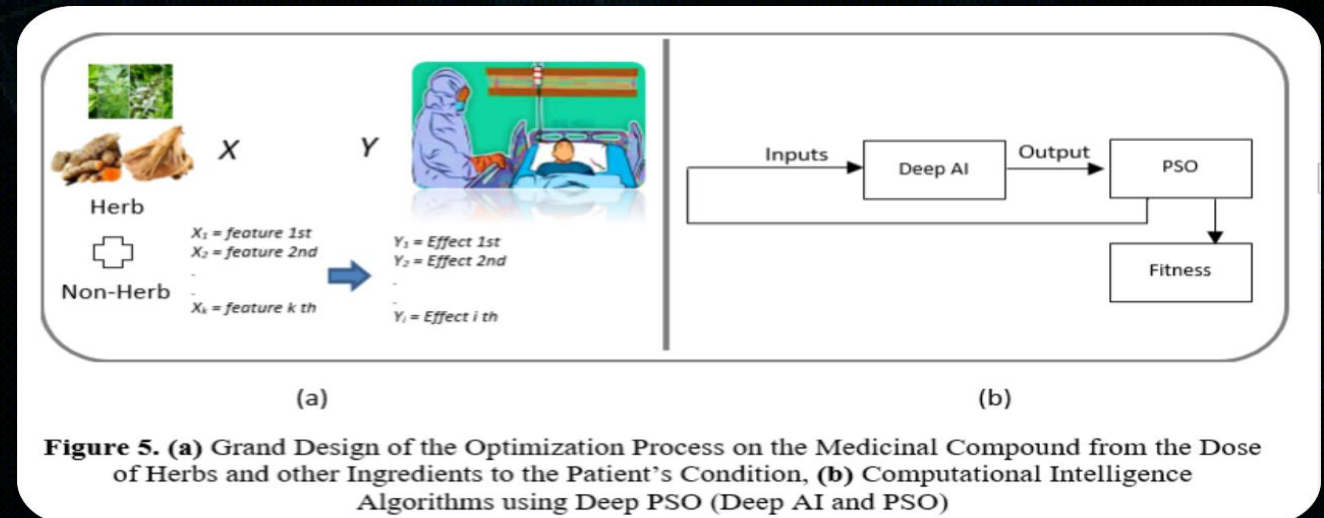 X
Y
Herb
Non-Herb
X₁ = feature 1st
X₂ = feature 2nd
.
.
Xₖ = feature k th
Y₁ = Effect 1st
Y₂ = Effect 2nd
.
.
Yᵢ = Effect i th
(a)
Inputs
Deep AI
Output
PSO
Fitness
(b)
Figure 5. (a) Grand Design of the Optimization Process on the Medicinal Compound from the Dose
of Herbs and other Ingredients to the Patient's Condition, (b) Computational Intelligence
Algorithms using Deep PSO (Deep AI and PSO)